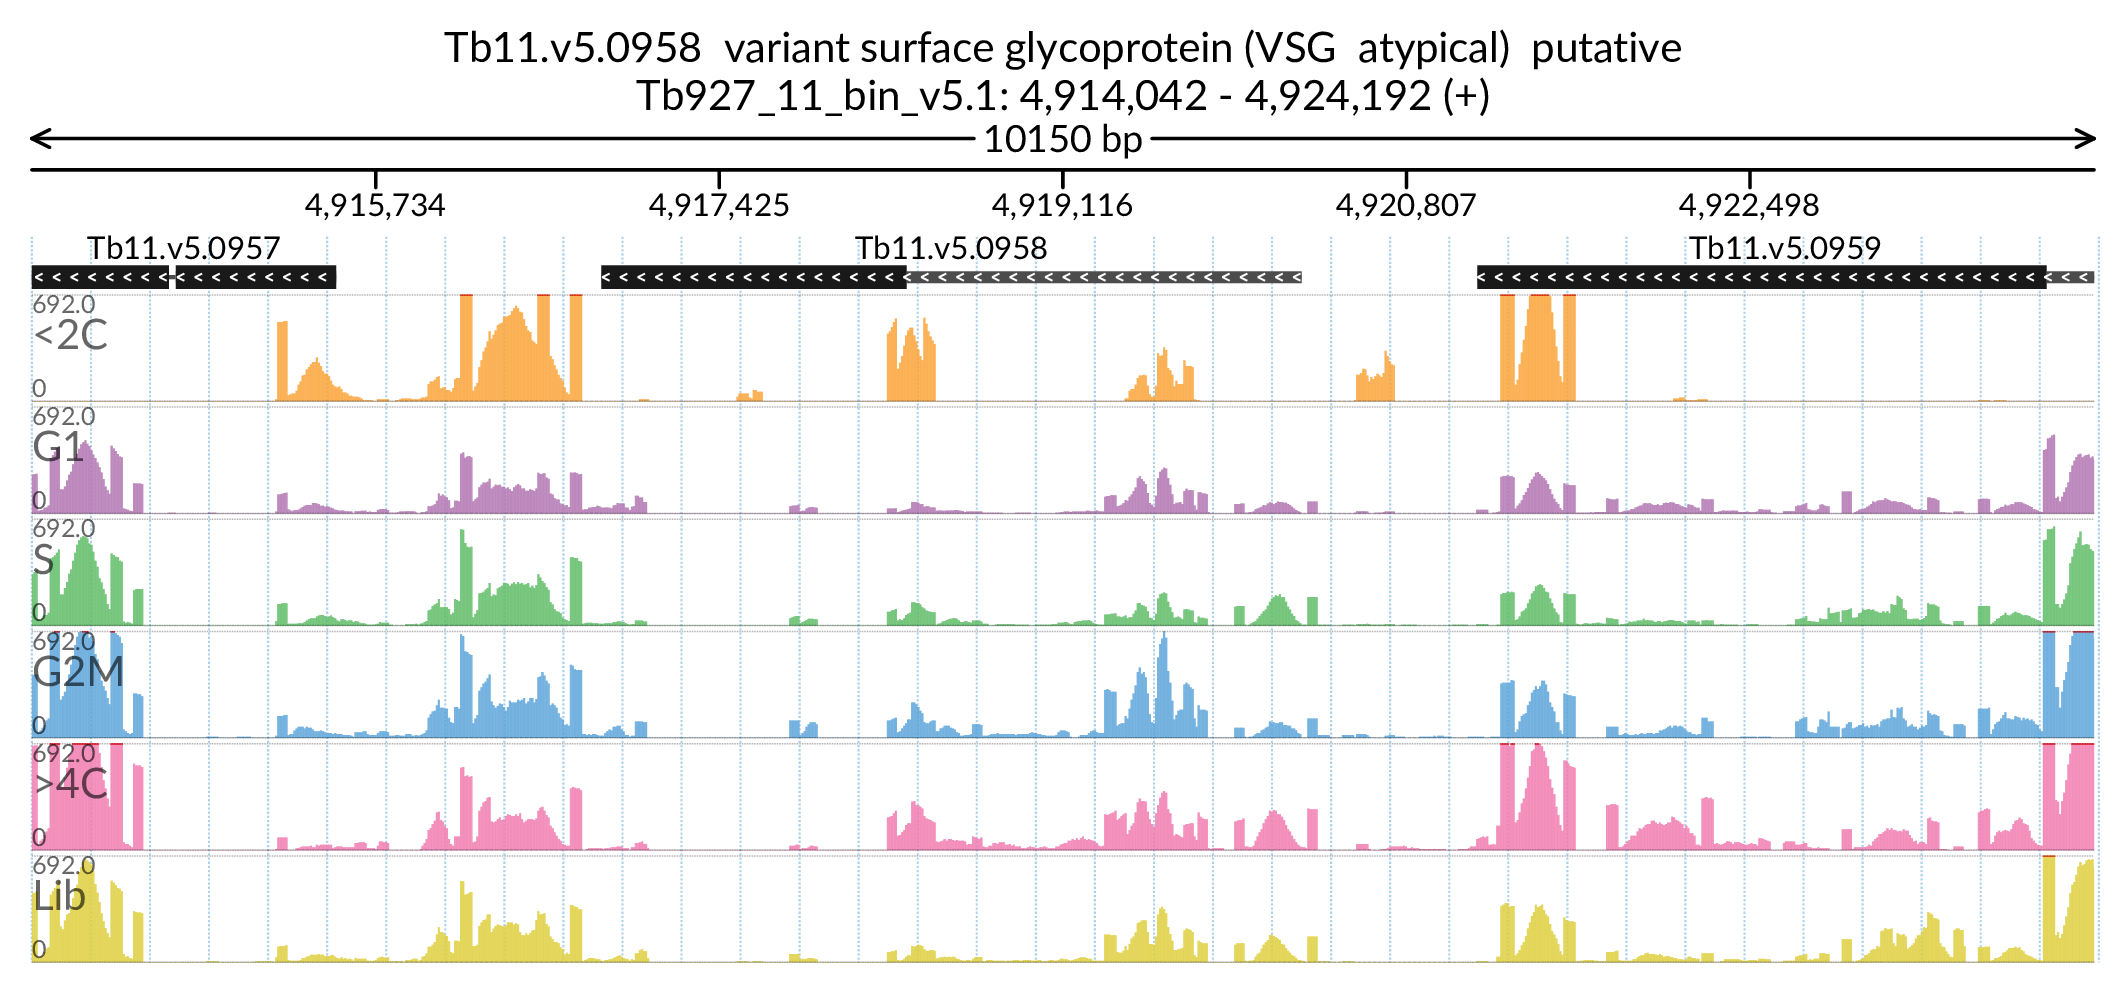 Tb11.v5.0958 variant surface glycoprotein (VSG atypical) putative
Tb927_11_bin_v5.1: 4,914,042 - 4,924,192 (+)
10150 bp
4,915,734 4,917,425 4,919,116 4,920,807 4,922,498
Tb11.v5.0957 Tb11.v5.0958 Tb11.v5.0959
692.0
<2C
0
692.0
G1
0
692.0
S
0
692.0
G2M
0
692.0
>4C
0
692.0
Lib
0